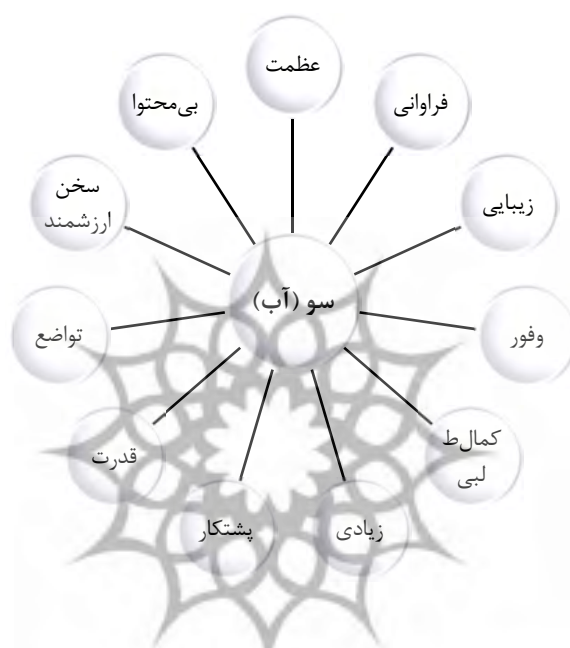 عظمت
فراوانی
زیبایی
وفور
کمال‌ط
لبی
زیادی
پشتکار
قدرت
تواضع
سخن
ارزشمند
بی‌محتوا
سو (آب)